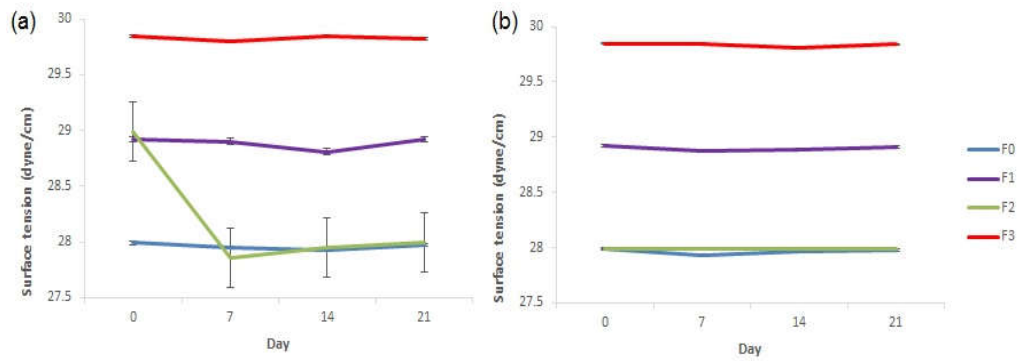 (a)
Surface tension (dyne/cm)
30
29.5
29
28.5
28
27.5
0 7 14 21
Day
(b)
Surface tension (dyne/cm)
30
29.5
29
28.5
28
27.5
0 7 14 21
Day
F0
F1
F2
F3